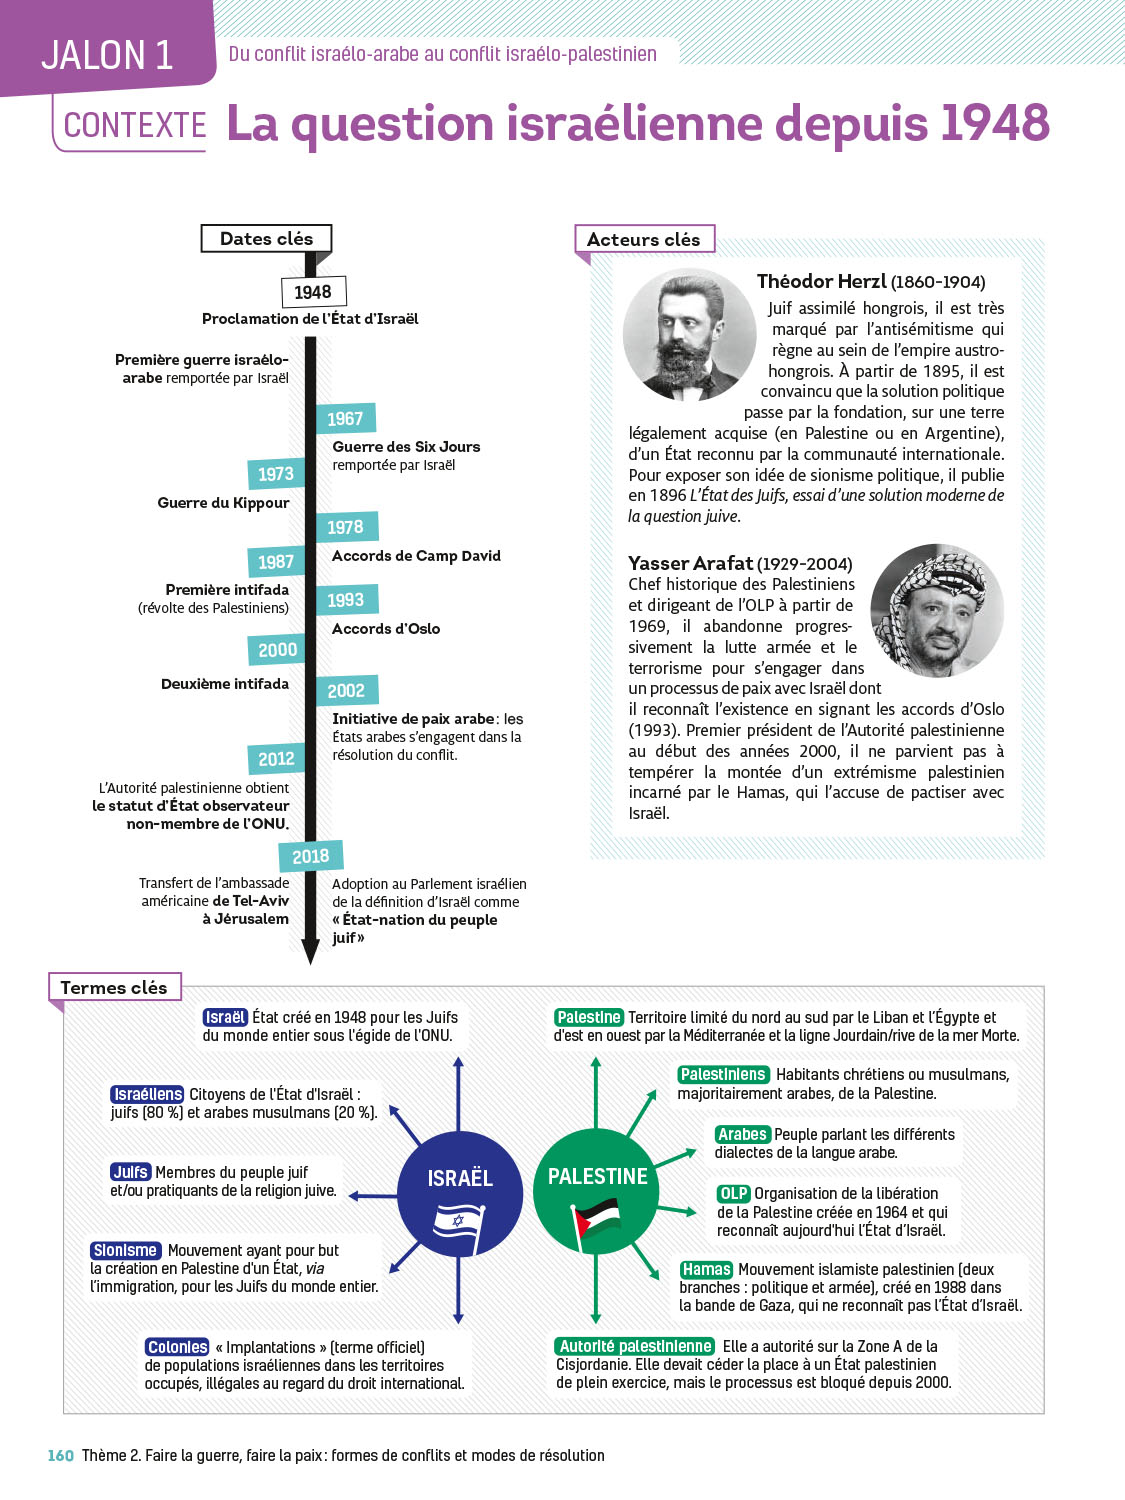 JALON 1
Du conflit israélo-arabe au conflit israélo-palestinien
CONTEXTE
La question israélienne depuis 1948
Dates clés
1948
Proclamation de l'État d'Israël
Première guerre israélo-
arabe remportée par Israël
1967
Guerre des Six Jours
remportée par Israël
1973
Guerre du Kippour
1978
Accords de Camp David
1987
Première intifada
(révolte des Palestiniens)
1993
Accords d'Oslo
2000
Deuxième intifada
2002
Initiative de paix arabe : les
États arabes s'engagent dans la
résolution du conflit.
2012
L'Autorité palestinienne obtient
le statut d'État observateur
non-membre de l'ONU.
2018
Transfert de l'ambassade
américaine de Tel-Aviv
à Jérusalem
Adoption au Parlement israélien
de la définition d'Israël comme
« État-nation du peuple
juif »
Acteurs clés
Théodor Herzl (1860-1904)
Juif assimilé hongrois, il est très
marqué par l'antisémitisme qui
règne au sein de l'empire austro-
hongrois. À partir de 1895, il est
convaincu que la solution politique
passe par la fondation, sur une terre
légalement acquise (en Palestine ou en Argentine),
d'un État reconnu par la communauté internationale.
Pour exposer son idée de sionisme politique, il publie
en 1896 L'État des Juifs, essai d'une solution moderne de
la question juive.
Yasser Arafat (1929-2004)
Chef historique des Palestiniens
et dirigeant de l'OLP à partir de
1969, il abandonne progres-
sivement la lutte armée et le
terrorisme pour s'engager dans
un processus de paix avec Israël dont
il reconnaît l'existence en signant les accords d'Oslo
(1993). Premier président de l'Autorité palestinienne
au début des années 2000, il ne parvient pas à
tempérer la montée d'un extrémisme palestinien
incarné par le Hamas, qui l'accuse de pactiser avec
Israël.
Termes clés
Israël État créé en 1948 pour les Juifs
du monde entier sous l'égide de l'ONU.
Israéliens Citoyens de l'État d'Israël :
juifs (80 %) et arabes musulmans (20 %).
Juifs Membres du peuple juif
et/ou pratiquants de la religion juive.
Sionisme Mouvement ayant pour but
la création en Palestine d'un État, via
l'immigration, pour les Juifs du monde entier.
Colonies « Implantations » (terme officiel)
de populations israéliennes dans les territoires
occupés, illégales au regard du droit international.
ISRAËL
PALESTINE
Palestine Territoire limité du nord au sud par le Liban et l'Égypte et
d'est en ouest par la Méditerranée et la ligne Jourdain/rive de la mer Morte.
Palestiniens Habitants chrétiens ou musulmans,
majoritairement arabes, de la Palestine.
Arabes Peuple parlant les différents
dialectes de la langue arabe.
OLP Organisation de la libération
de la Palestine créée en 1964 et qui
reconnaît aujourd'hui l'État d'Israël.
Hamas Mouvement islamiste palestinien (deux
branches : politique et armée), créé en 1988 dans
la bande de Gaza, qui ne reconnaît pas l'État d'Israël.
Autorité palestinienne Elle a autorité sur la Zone A de la
Cisjordanie. Elle devait céder la place à un État palestinien
de plein exercice, mais le processus est bloqué depuis 2000.
160 Thème 2. Faire la guerre, faire la paix : formes de conflits et modes de résolution